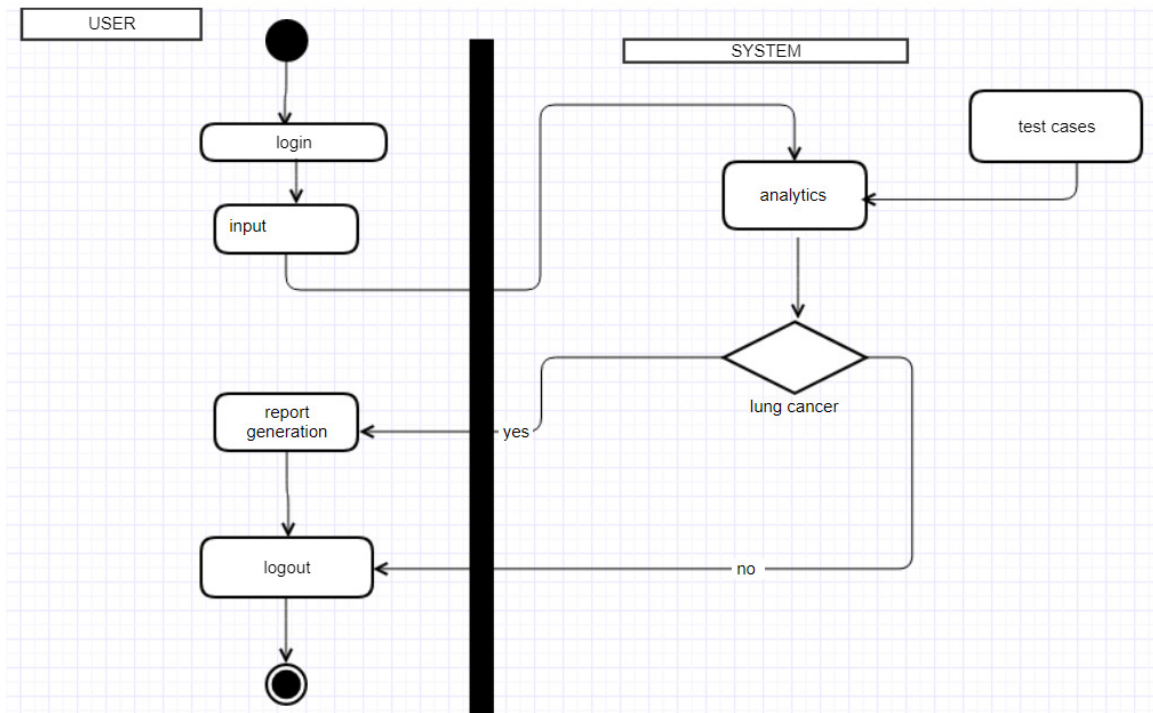 USER
SYSTEM
test cases
login
analytics
input
lung cancer
report
generation
yes
logout
no